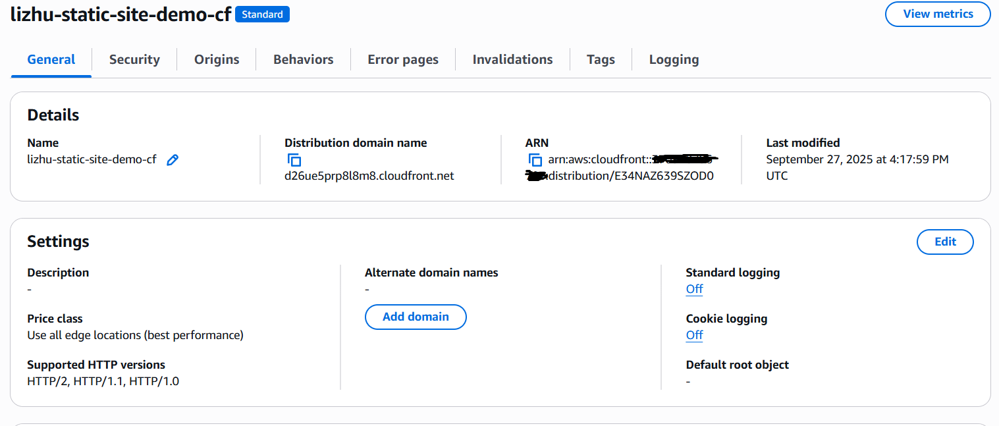 lizhu-static-site-demo-cf Standard View metrics
General Security Origins Behaviors Error pages Invalidations Tags Logging
Details
Name
lizhu-static-site-demo-cf
Distribution domain name
d26ue5prp8l8m8.cloudfront.net
ARN
arn:aws:cloudfront::
distribution/E34NAZ639SZOD0
Last modified
September 27, 2025 at 4:17:59 PM
UTC
Settings
Edit
Description
-
Price class
Use all edge locations (best performance)
Supported HTTP versions
HTTP/2, HTTP/1.1, HTTP/1.0
Alternate domain names
-
Add domain
Standard logging
Off
Cookie logging
Off
Default root object
-